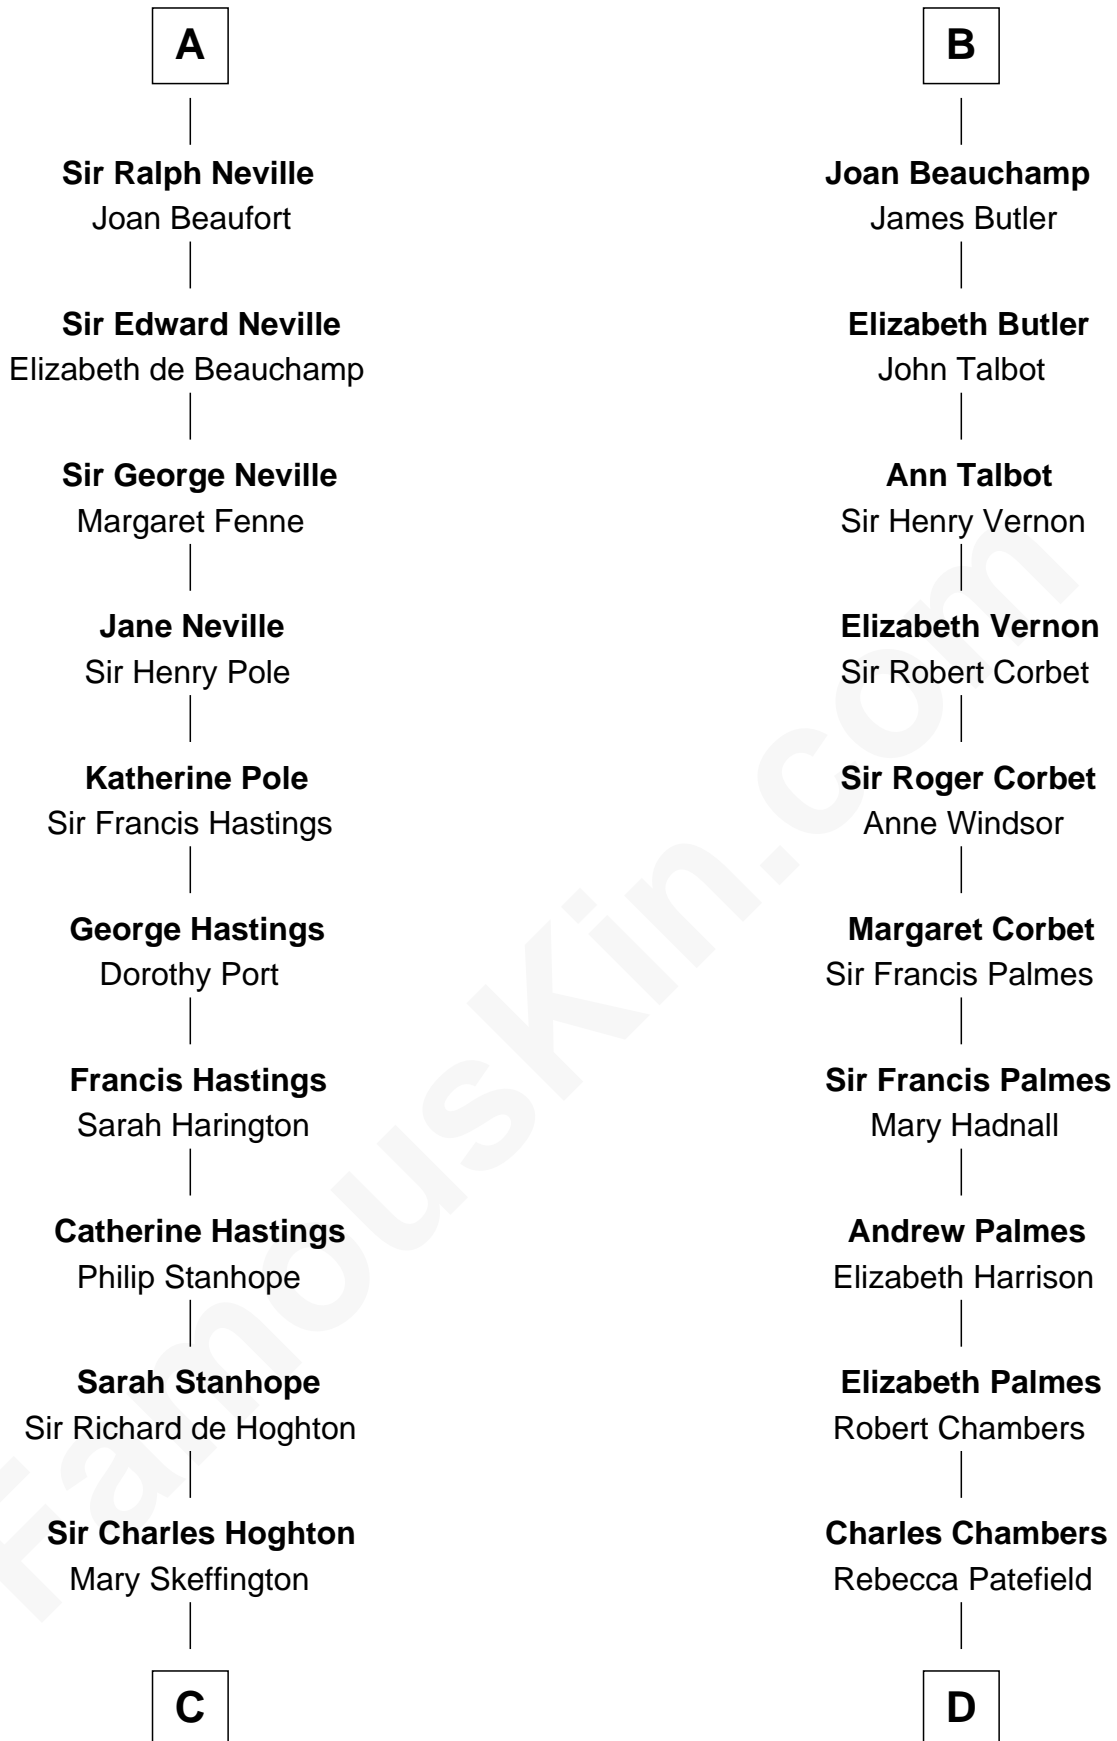 A
Sir Ralph Neville
Joan Beaufort
Sir Edward Neville
Elizabeth de Beauchamp
Sir George Neville
Margaret Fenne
Jane Neville
Sir Henry Pole
Katherine Pole
Sir Francis Hastings
George Hastings
Dorothy Port
Francis Hastings
Sarah Harington
Catherine Hastings
Philip Stanhope
Sarah Stanhope
Sir Richard de Hoghton
Sir Charles Hoghton
Mary Skeffington
C
B
Joan Beauchamp
James Butler
Elizabeth Butler
John Talbot
Ann Talbot
Sir Henry Vernon
Elizabeth Vernon
Sir Robert Corbet
Sir Roger Corbet
Anne Windsor
Margaret Corbet
Sir Francis Palmes
Sir Francis Palmes
Mary Hadnall
Andrew Palmes
Elizabeth Harrison
Elizabeth Palmes
Robert Chambers
Charles Chambers
Rebecca Patefield
D
FamousKin.com